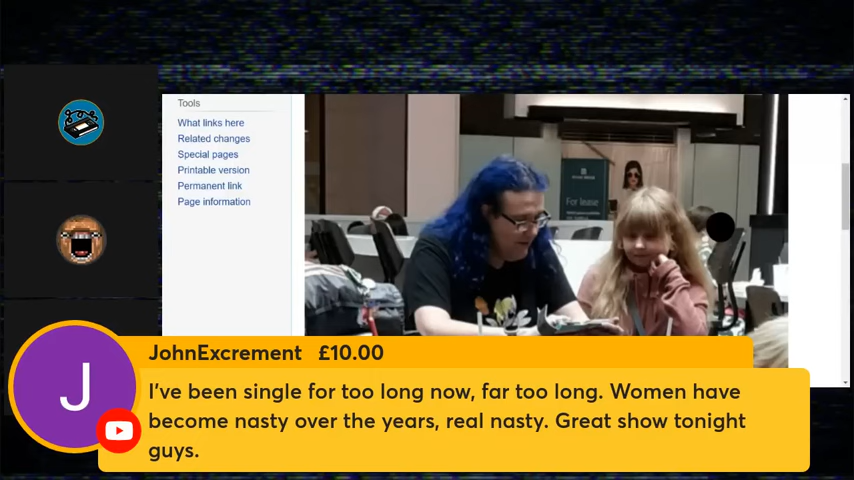 Tools
What links here
Related changes
Special pages
Printable version
Permanent link
Page information
For lease
J
JohnExcrement £10.00
I've been single for too long now, far too long. Women have
become nasty over the years, real nasty. Great show tonight
guys.